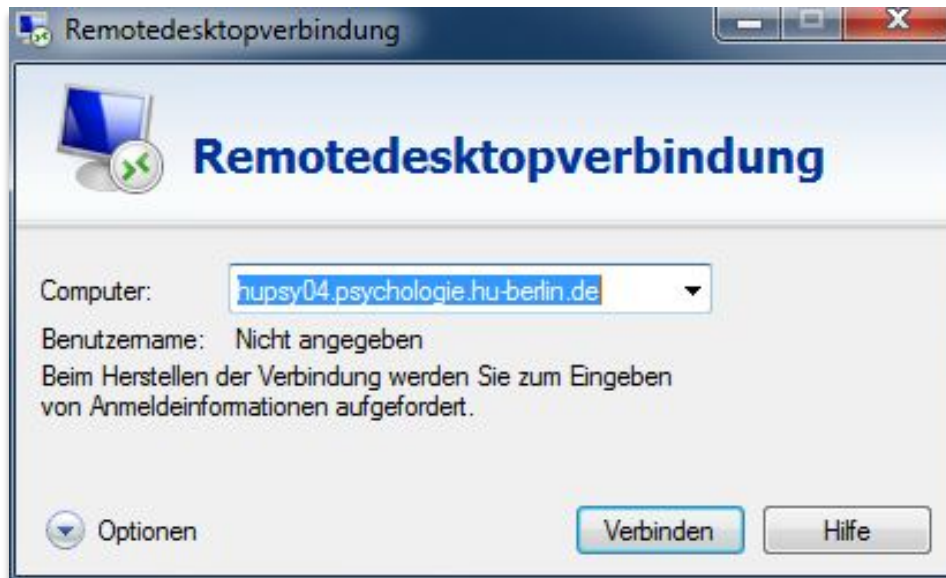 Remotedesktopverbindung
Remotedesktopverbindung
Computer: hupsy04.psychologie.hu-berlin.de
Benutzername: Nicht angegeben
Beim Herstellen der Verbindung werden Sie zum Eingeben
von Anmeldeinformationen aufgefordert.
Optionen Verbinden Hilfe